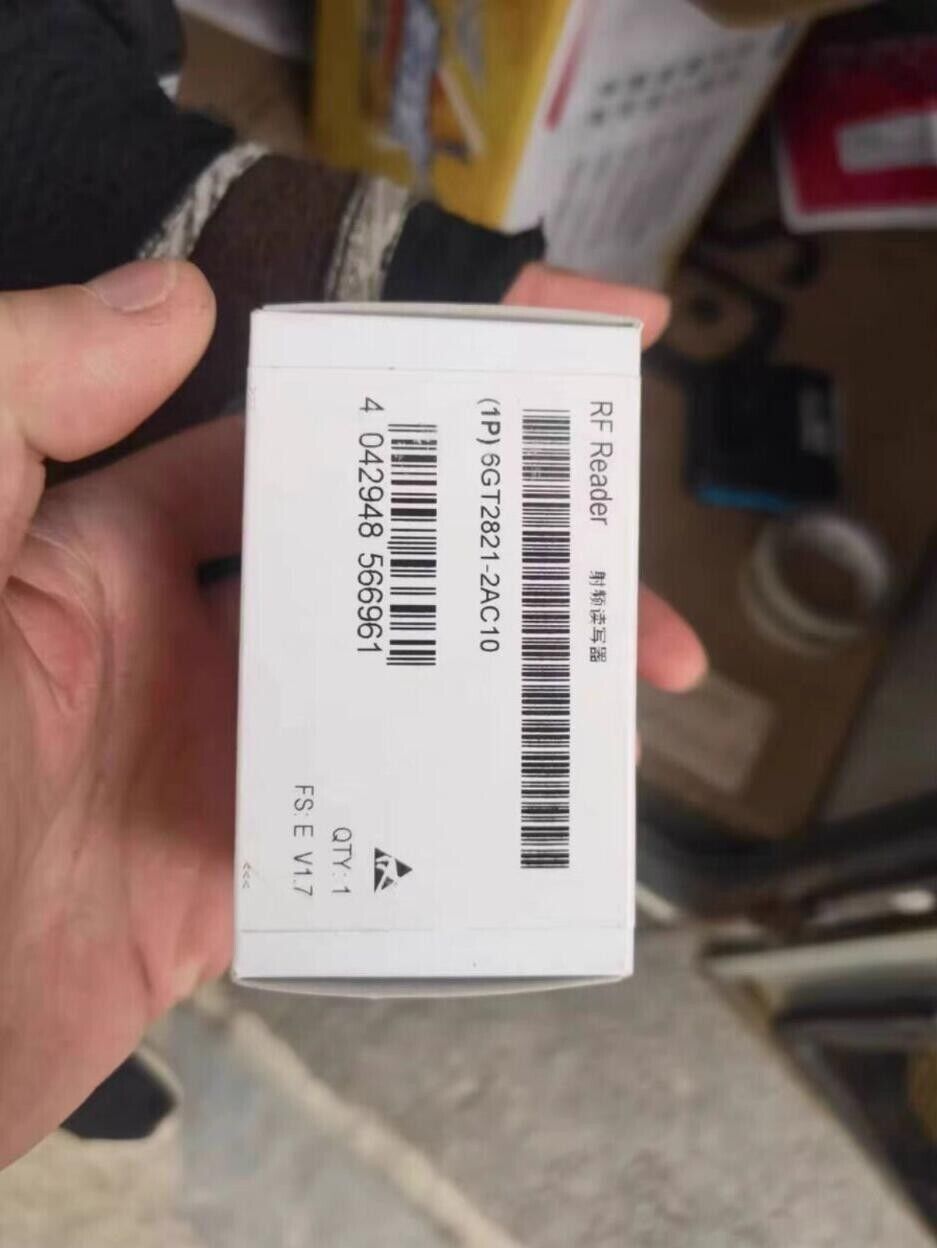 RF Reader 射频读写器
(1P) 6GT2821-2AC10
4 042948 566961
QTY: 1
FS: E V1.7
<<<